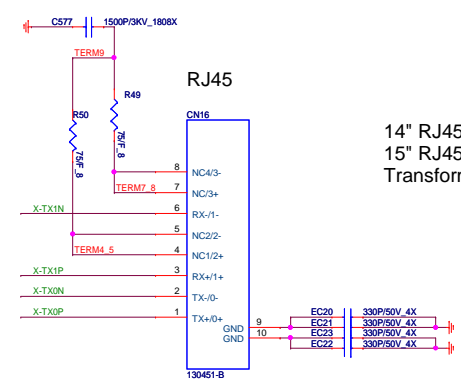 C577 1500P/3KV_1808X
TERM9
RJ45
R49
R50
CN16
75/F_8
75/F_8
14" RJ45
15" RJ45
Transform
8 NC4/3-
TERM7_8
7 NC/3+
X-TX1N 6 RX-/1-
5 NC2/2-
TERM4_5
4 NC1/2+
X-TX1P 3 RX+/1+
X-TX0N 2 TX-/0-
X-TX0P 1 TX+/0+
GND 9
GND 10
EC20 330P/50V_4X
EC21 330P/50V_4X
EC23 330P/50V_4X
EC22 330P/50V_4X
130451-B